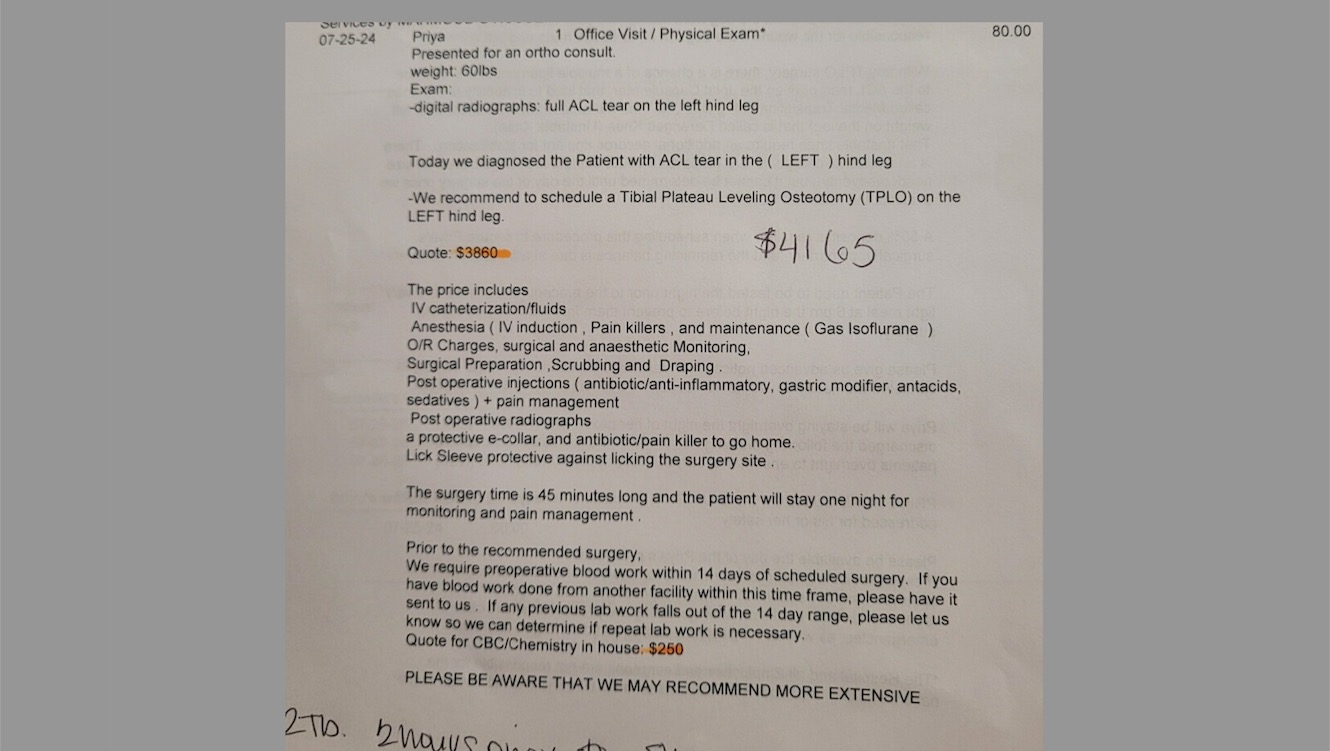 Services by
07-25-24 Priya 1 Office Visit / Physical Exam* 80.00
Presented for an ortho consult.
weight: 60lbs
Exam:
-digital radiographs: full ACL tear on the left hind leg
Today we diagnosed the Patient with ACL tear in the ( LEFT ) hind leg
-We recommend to schedule a Tibial Plateau Leveling Osteotomy (TPLO) on the
LEFT hind leg.
$4165
Quote: $3860
The price includes
IV catheterization/fluids
Anesthesia ( IV induction , Pain killers , and maintenance ( Gas Isoflurane )
O/R Charges, surgical and anaesthetic Monitoring,
Surgical Preparation ,Scrubbing and Draping .
Post operative injections ( antibiotic/anti-inflammatory, gastric modifier, antacids,
sedatives ) + pain management
Post operative radiographs
a protective e-collar, and antibiotic/pain killer to go home.
Lick Sleeve protective against licking the surgery site .
The surgery time is 45 minutes long and the patient will stay one night for
monitoring and pain management .
Prior to the recommended surgery,
We require preoperative blood work within 14 days of scheduled surgery. If you
have blood work done from another facility within this time frame, please have it
sent to us . If any previous lab work falls out of the 14 day range, please let us
know so we can determine if repeat lab work is necessary.
Quote for CBC/Chemistry in house: $250
PLEASE BE AWARE THAT WE MAY RECOMMEND MORE EXTENSIVE